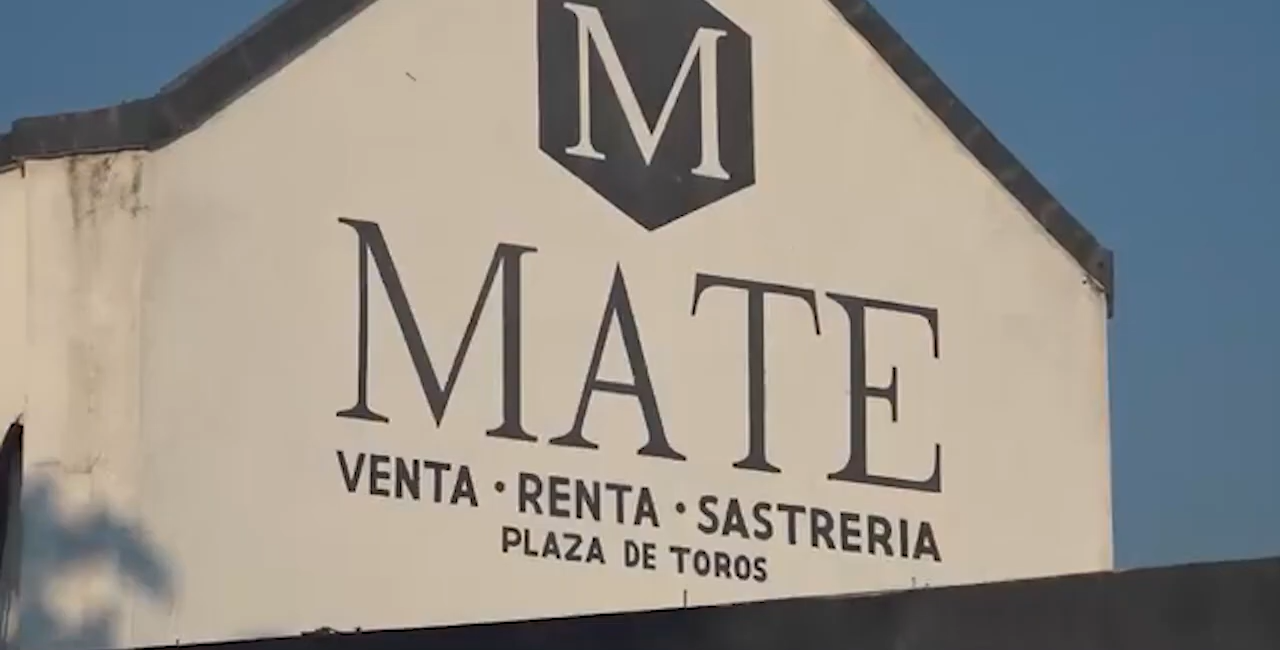 M
MATE
VENTA · RENTA · SASTRERIA
PLAZA DE TOROS